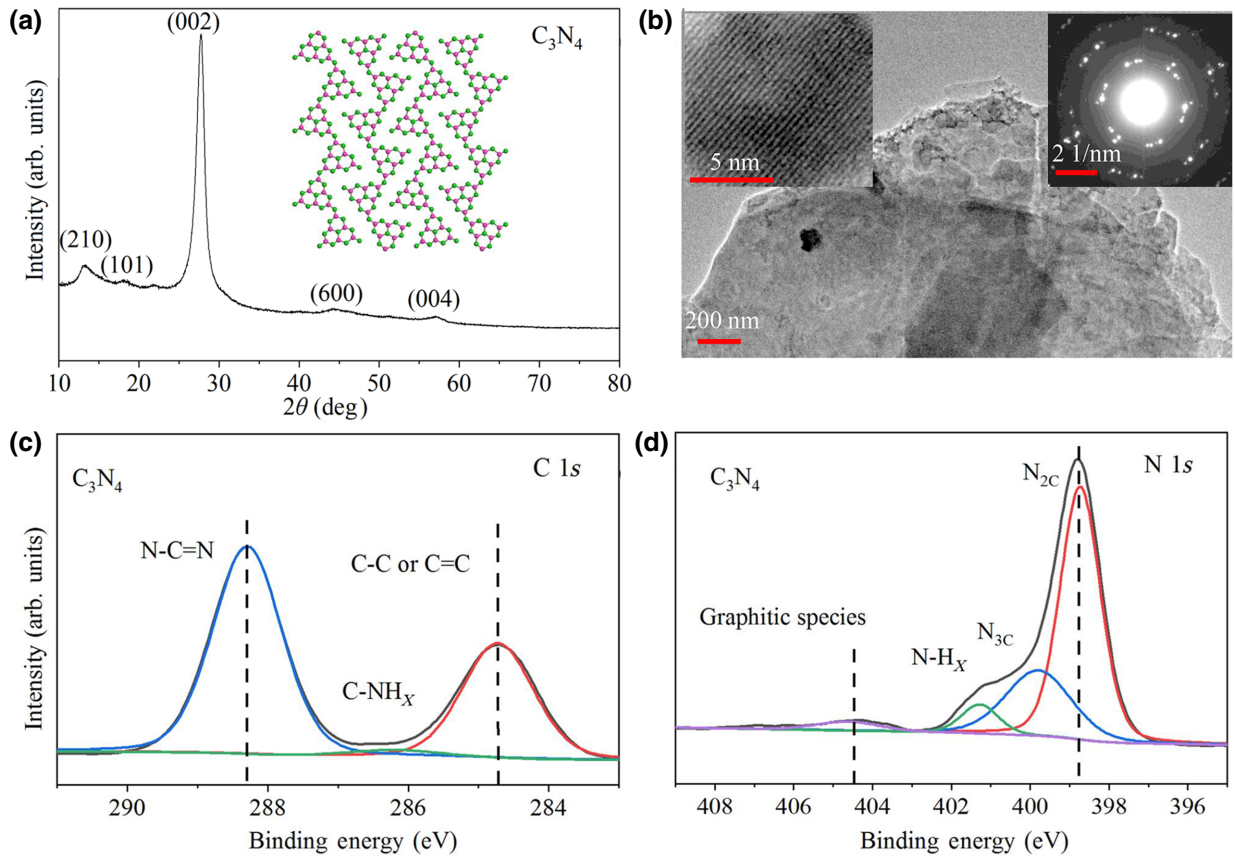 (a)
(002)
C₃N₄
(210)
(101)
(600)
(004)
Intensity (arb. units)
10 20 30 40 50 60 70 80
2θ (deg)
(b)
5 nm
2 1/nm
200 nm
(c)
C₃N₄
C 1s
N-C=N
C-C or C=C
C-NHX
Intensity (arb. units)
290 288 286 284
Binding energy (eV)
(d)
C₃N₄
N 1s
N2C
Graphitic species
N3C
N-HX
408 406 404 402 400 398 396
Binding energy (eV)